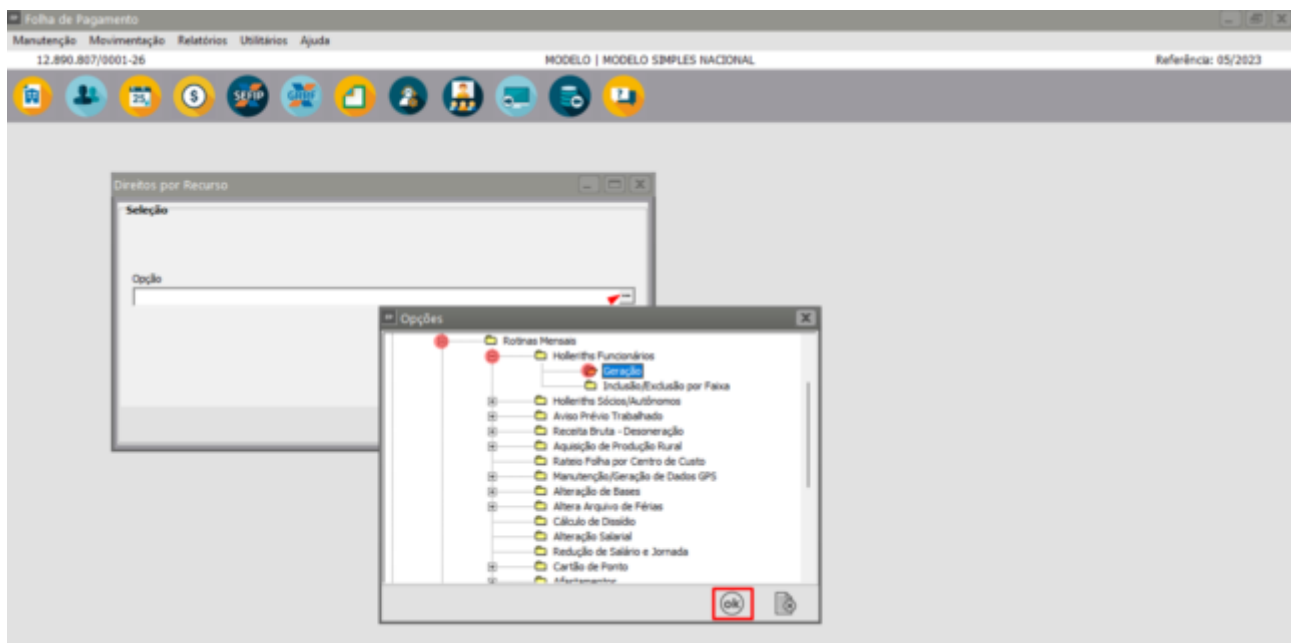 Folha de Pagamento
Manutenção Movimentação Relatórios Utilitários Ajuda
12.890.807/0001-26 MODELO | MODELO SIMPLES NACIONAL Referência: 05/2023
25 $ SEFIP GRRF
Direitos por Recurso
Seleção
Opção
Opções
Rotinas Mensais
Holleriths Funcionários
Geração
Inclusão/Exclusão por Faixa
Holleriths Sócios/Autônomos
Aviso Prévio Trabalhado
Receita Bruta - Desoneração
Aquisição de Produção Rural
Rateio Folha por Centro de Custo
Manutenção/Geração de Dados GPS
Alteração de Bases
Altera Arquivo de Férias
Cálculo de Dissídio
Alteração Salarial
Redução de Salário e Jornada
Cartão de Ponto
Afastamentos
ok